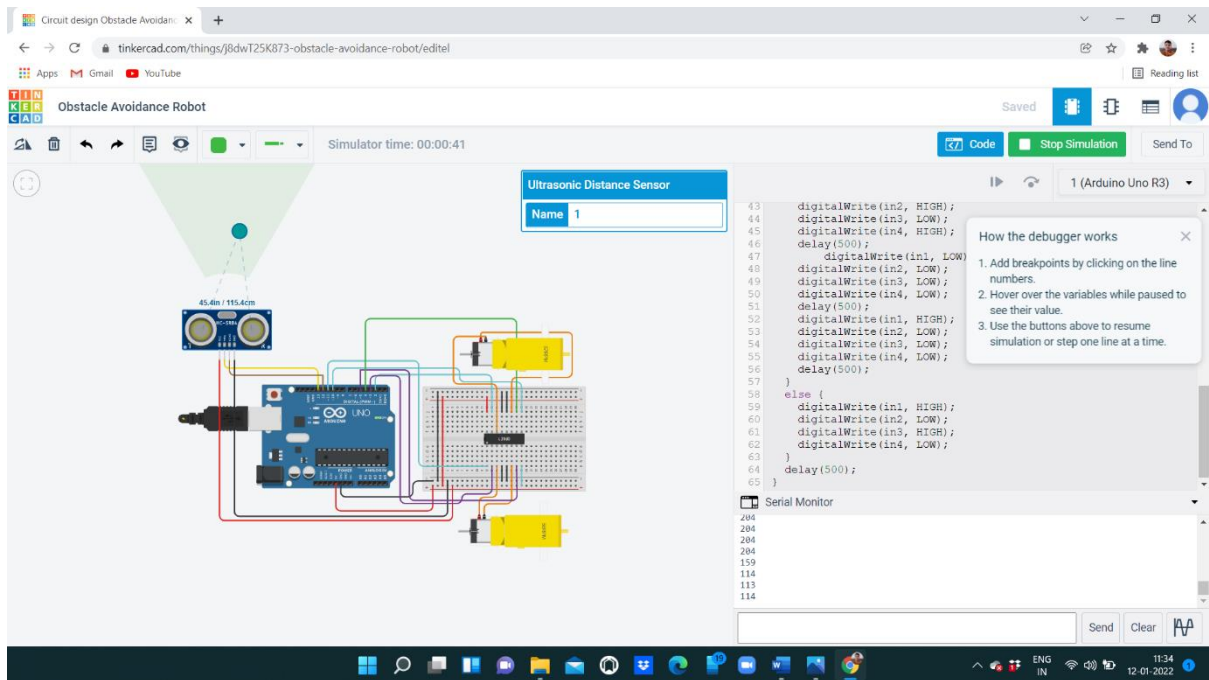 Circuit design Obstacle Avoidanc
tinkercad.com/things/j8dwT25K873-obstacle-avoidance-robot/editel
Apps Gmail YouTube Reading list
TINKERCAD
Obstacle Avoidance Robot
Saved
Simulator time: 00:00:41
Code
Stop Simulation
Send To
1 (Arduino Uno R3)
Ultrasonic Distance Sensor
Name 1
45.4in / 115.4cm
UNO
ARDUINO
43 digitalWrite(in2, HIGH);
44 digitalWrite(in3, LOW);
45 digitalWrite(in4, HIGH);
46 delay(500);
47 digitalWrite(in1, LOW)
48 digitalWrite(in2, LOW);
49 digitalWrite(in3, LOW);
50 digitalWrite(in4, LOW);
51 delay(500);
52 digitalWrite(in1, HIGH);
53 digitalWrite(in2, LOW);
54 digitalWrite(in3, LOW);
55 digitalWrite(in4, LOW);
56 delay(500);
57 }
58 else {
59 digitalWrite(in1, HIGH);
60 digitalWrite(in2, LOW);
61 digitalWrite(in3, HIGH);
62 digitalWrite(in4, LOW);
63 }
64 delay(500);
65 }
How the debugger works
1. Add breakpoints by clicking on the line
numbers.
2. Hover over the variables while paused to
see their value.
3. Use the buttons above to resume
simulation or step one line at a time.
Serial Monitor
204
204
204
204
159
114
113
114
Send
Clear
19
ENG
IN
11:34
12-01-2022
1